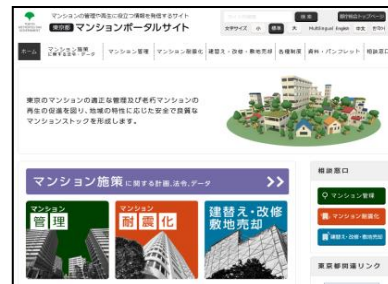 マンションの管理や再生に役立つ情報を発信するサイト
東京都 マンションポータルサイト
検索
文字サイズ 小 標準 大 Multilingual English 中文 한국어
ホーム マンション施策に関する法令・データ マンション管理 マンション耐震化 建替え・改修・敷地売却 各種制度 資料・パンフレット 相談窓口
東京のマンションの適正な管理及び老朽マンションの
再生の促進を図り、地域の特性に応じた安全で良質な
マンションストックを形成します。
マンション施策に関する計画、法令、データ >>
マンション
管理
マンション
耐震化
建替え・改修
敷地売却
相談窓口
マンション管理
マンション耐震化
建替え・改修・敷地売却
東京都関連リンク